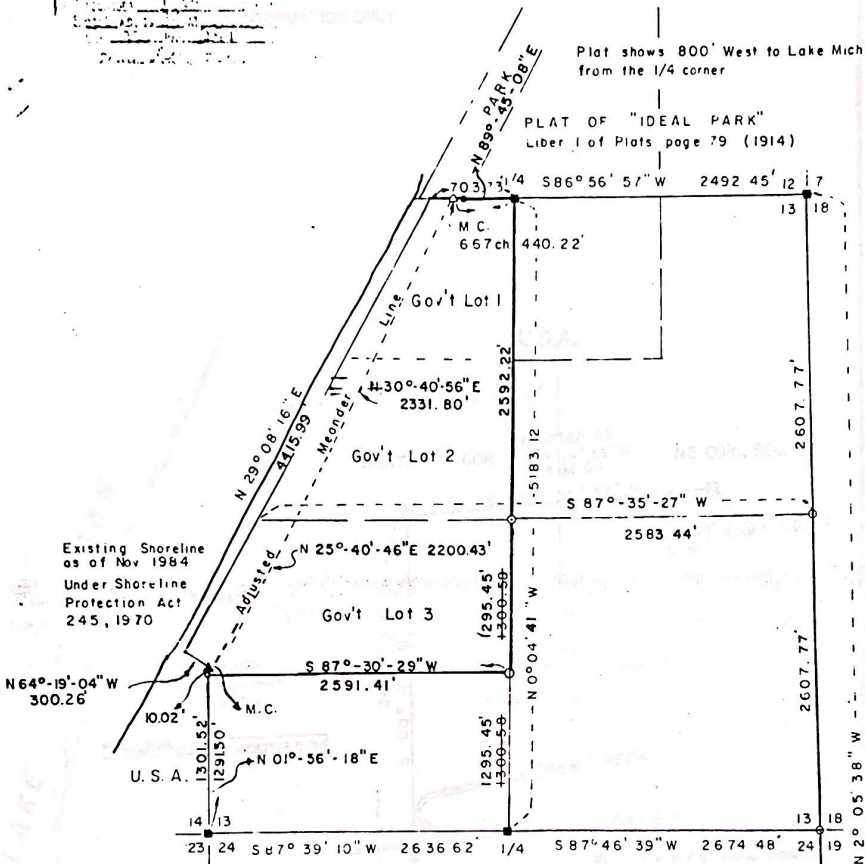 Plat shows 800' West to Lake Mich
from the 1/4 corner
PARK
N 89°-45'-08" E
PLAT OF "IDEAL PARK"
Liber 1 of Plats page 79 (1914)
703.73'
1/4
S86° 56' 57" W
2492 45'
12 7
13 18
M C.
667ch 440.22'
Gov't Lot 1
Line
N 30°-40'-56" E
2331.80'
2592.22'
2607.77'
N 29° 08' 16" E
4415.99'
Meander
Gov't Lot 2
5183.12
S 87°-35'-27" W
2583 44'
Existing Shoreline
as of Nov 1984
Under Shoreline
Protection Act
245, 1970
Adjusted
N 25°-40'-46"E 2200.43'
Gov't Lot 3
1295.45'
1300.58
N 0° 04' 41" W
S 87°-30'-29" W
2591.41'
2607.77'
N 64°-19'-04" W
300.26'
10.02'
M.C.
U.S.A.
1301.52'
1291.50'
N 01°-56'-18"E
1295.45'
1300.58
N 2° 05' 38" W
14 13
23 24
S 87° 39' 10" W
2636 62'
1/4
S 87° 46' 39" W
2674 48'
13 18
24 19